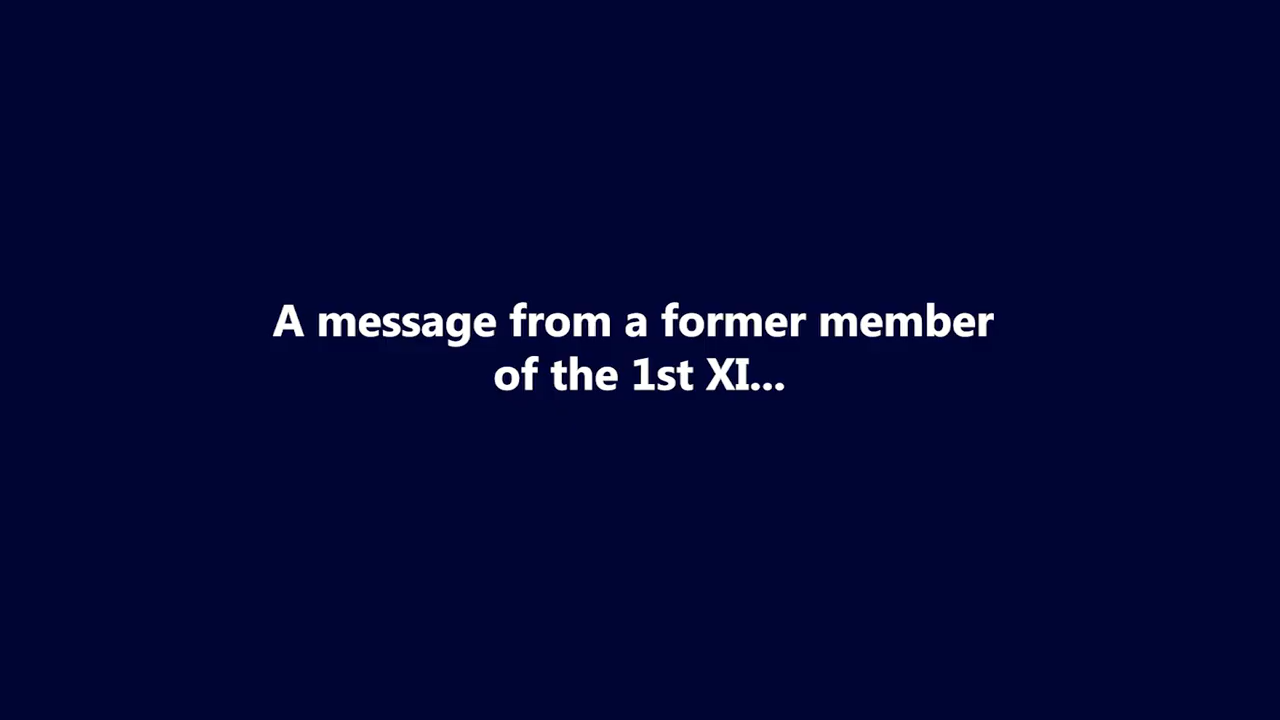 A message from a former member
of the 1st XI...